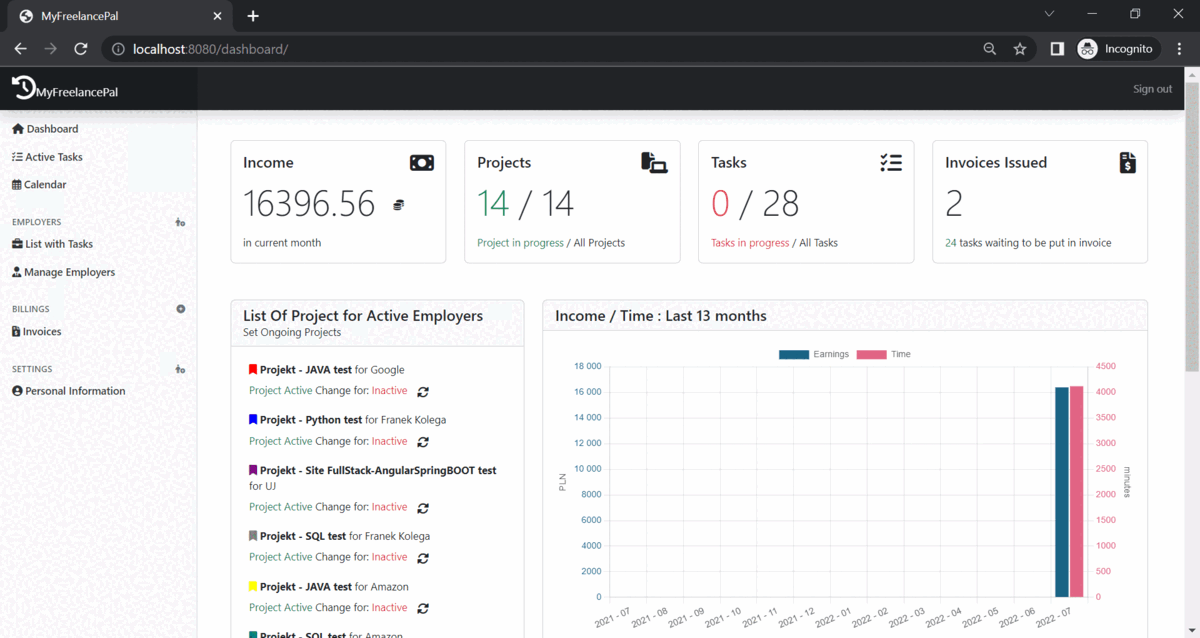 MyFreelancePal
localhost:8080/dashboard/
Incognito
MyFreelancePal
Sign out
Dashboard
Active Tasks
Calendar
EMPLOYERS
List with Tasks
Manage Employers
BILLINGS
Invoices
SETTINGS
Personal Information
Income
16396.56
in current month
Projects
14 / 14
Project in progress / All Projects
Tasks
0 / 28
Tasks in progress / All Tasks
Invoices Issued
2
24 tasks waiting to be put in invoice
List Of Project for Active Employers
Set Ongoing Projects
Projekt - JAVA test for Google
Project Active Change for: Inactive
Projekt - Python test for Franek Kolega
Project Active Change for: Inactive
Projekt - Site FullStack-AngularSpringBOOT test
for UJ
Project Active Change for: Inactive
Projekt - SQL test for Franek Kolega
Project Active Change for: Inactive
Projekt - JAVA test for Amazon
Project Active Change for: Inactive
Projekt - SQL test for Amazon
Income / Time : Last 13 months
Earnings Time
18 000 4500
16 000 4000
14 000 3500
12 000 3000
10 000 2500
8000 2000
6000 1500
4000 1000
2000 500
0 0
PLN
minutes
2021 - 07 2021 - 08 2021 - 09 2021 - 10 2021 - 11 2021 - 12 2022 - 01 2022 - 02 2022 - 03 2022 - 04 2022 - 05 2022 - 06 2022 - 07